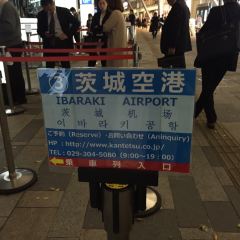 3 茨城空港
IBARAKI AIRPORT
茨城机场
이바라키공항
ご予約（Reserve）・お問い合わせ（Aninquiry）
HP：http://www.kantetsu.co.jp/
TEL：029-304-5080（9:00～19:00）
乗車列入口